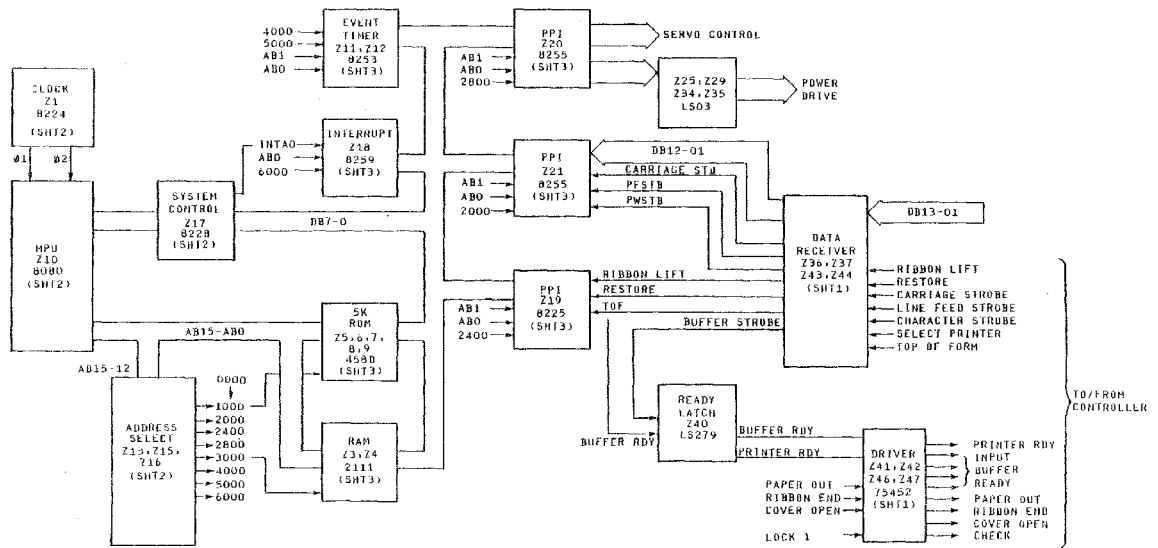 4000
5000
AB1
AB0
EVENT
TIMER
Z11,Z12
8253
(SHT3)
PPI
Z20
8255
(SHT3)
AB1
AB0
2800
SERVO CONTROL
Z25,Z29
Z34,Z35
LS03
POWER
DRIVE
CLOCK
Z1
8224
(SHT2)
Ø1
Ø2
MPU
Z10
8080
(SHT2)
SYSTEM
CONTROL
Z17
8228
(SHT2)
INTA0
AB0
6000
INTERRUPT
Z18
8259
(SHT3)
DB7-0
PPI
Z21
8255
(SHT3)
AB1
AB0
2000
DB12-01
CARRIAGE STB
PFSTB
PWSTB
DB13-01
DATA
RECEIVER
Z36,Z37
Z43,Z44
(SHT1)
RIBBON LIFT
RESTORE
CARRIAGE STROBE
LINE FEED STROBE
CHARACTER STROBE
SELECT PRINTER
TOP OF FORM
PPI
Z19
8225
(SHT3)
AB1
AB0
2400
RIBBON LIFT
RESTORE
TOF
BUFFER STROBE
AB15-AB0
AB15-12
5K
ROM
Z5,6,7,
8,9
4580
(SHT3)
RAM
Z3,Z4
2111
(SHT3)
ADDRESS
SELECT
Z13,Z15,
Z16
(SHT2)
0000
1000
2000
2400
2800
3000
4000
5000
6000
BUFFER RDY
READY
LATCH
Z40
LS279
BUFFER RDY
PRINTER RDY
PAPER OUT
RIBBON END
COVER OPEN
LOCK 1
DRIVER
Z41,Z42
Z46,Z47
75452
(SHT1)
PRINTER RDY
INPUT
BUFFER
READY
PAPER OUT
RIBBON END
COVER OPEN
CHECK
TO/FROM
CONTROLLER